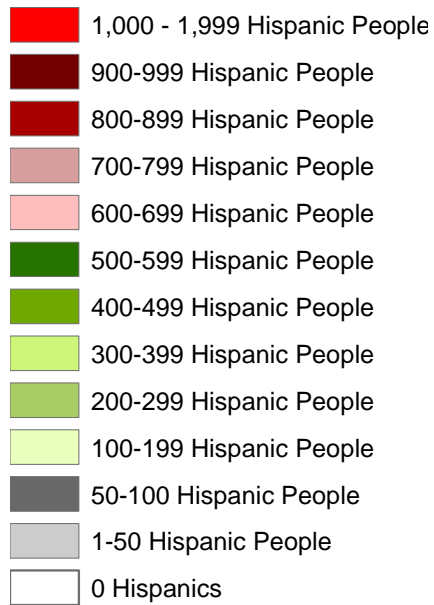 1,000 - 1,999 Hispanic People
900-999 Hispanic People
800-899 Hispanic People
700-799 Hispanic People
600-699 Hispanic People
500-599 Hispanic People
400-499 Hispanic People
300-399 Hispanic People
200-299 Hispanic People
100-199 Hispanic People
50-100 Hispanic People
1-50 Hispanic People
0 Hispanics